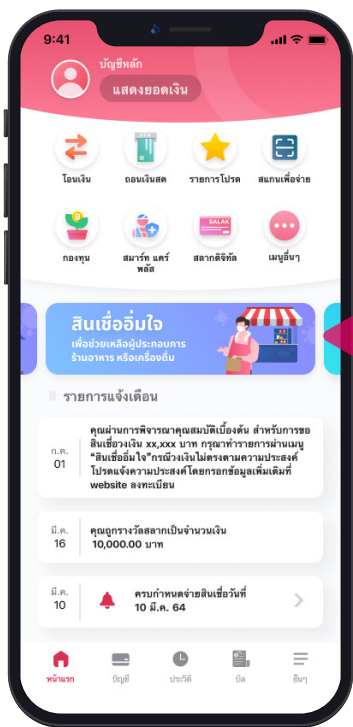 9:41
บัญชีหลัก
แสดงยอดเงิน
โอนเงิน
ถอนเงินสด
รายการโปรด
สแกนเพื่อจ่าย
SALAK
กองทุน
สมาร์ท แคร์
พลัส
สลากดิจิทัล
เมนูอื่นๆ
สินเชื่ออิ่มใจ
เพื่อช่วยเหลือผู้ประกอบการ
ร้านอาหาร หรือเครื่องดื่ม
รายการแจ้งเตือน
ก.ค.
01
คุณผ่านการพิจารณาคุณสมบัติเบื้องต้น สำหรับการขอ
สินเชื่อวงเงิน xx,xxx บาท กรุณาทำรายการผ่านเมนู
“สินเชื่ออิ่มใจ”กรณีวงเงินไม่ตรงตามความประสงค์
โปรดแจ้งความประสงค์โดยกรอกข้อมูลเพิ่มเติมที่
website ลงทะเบียน
มี.ค.
16
คุณถูกรางวัลสลากเป็นจำนวนเงิน
10,000.00 บาท
มี.ค.
10
ครบกำหนดจ่ายสินเชื่อวันที่
10 มี.ค. 64
หน้าแรก
บัญชี
ประวัติ
บิล
อื่นๆ